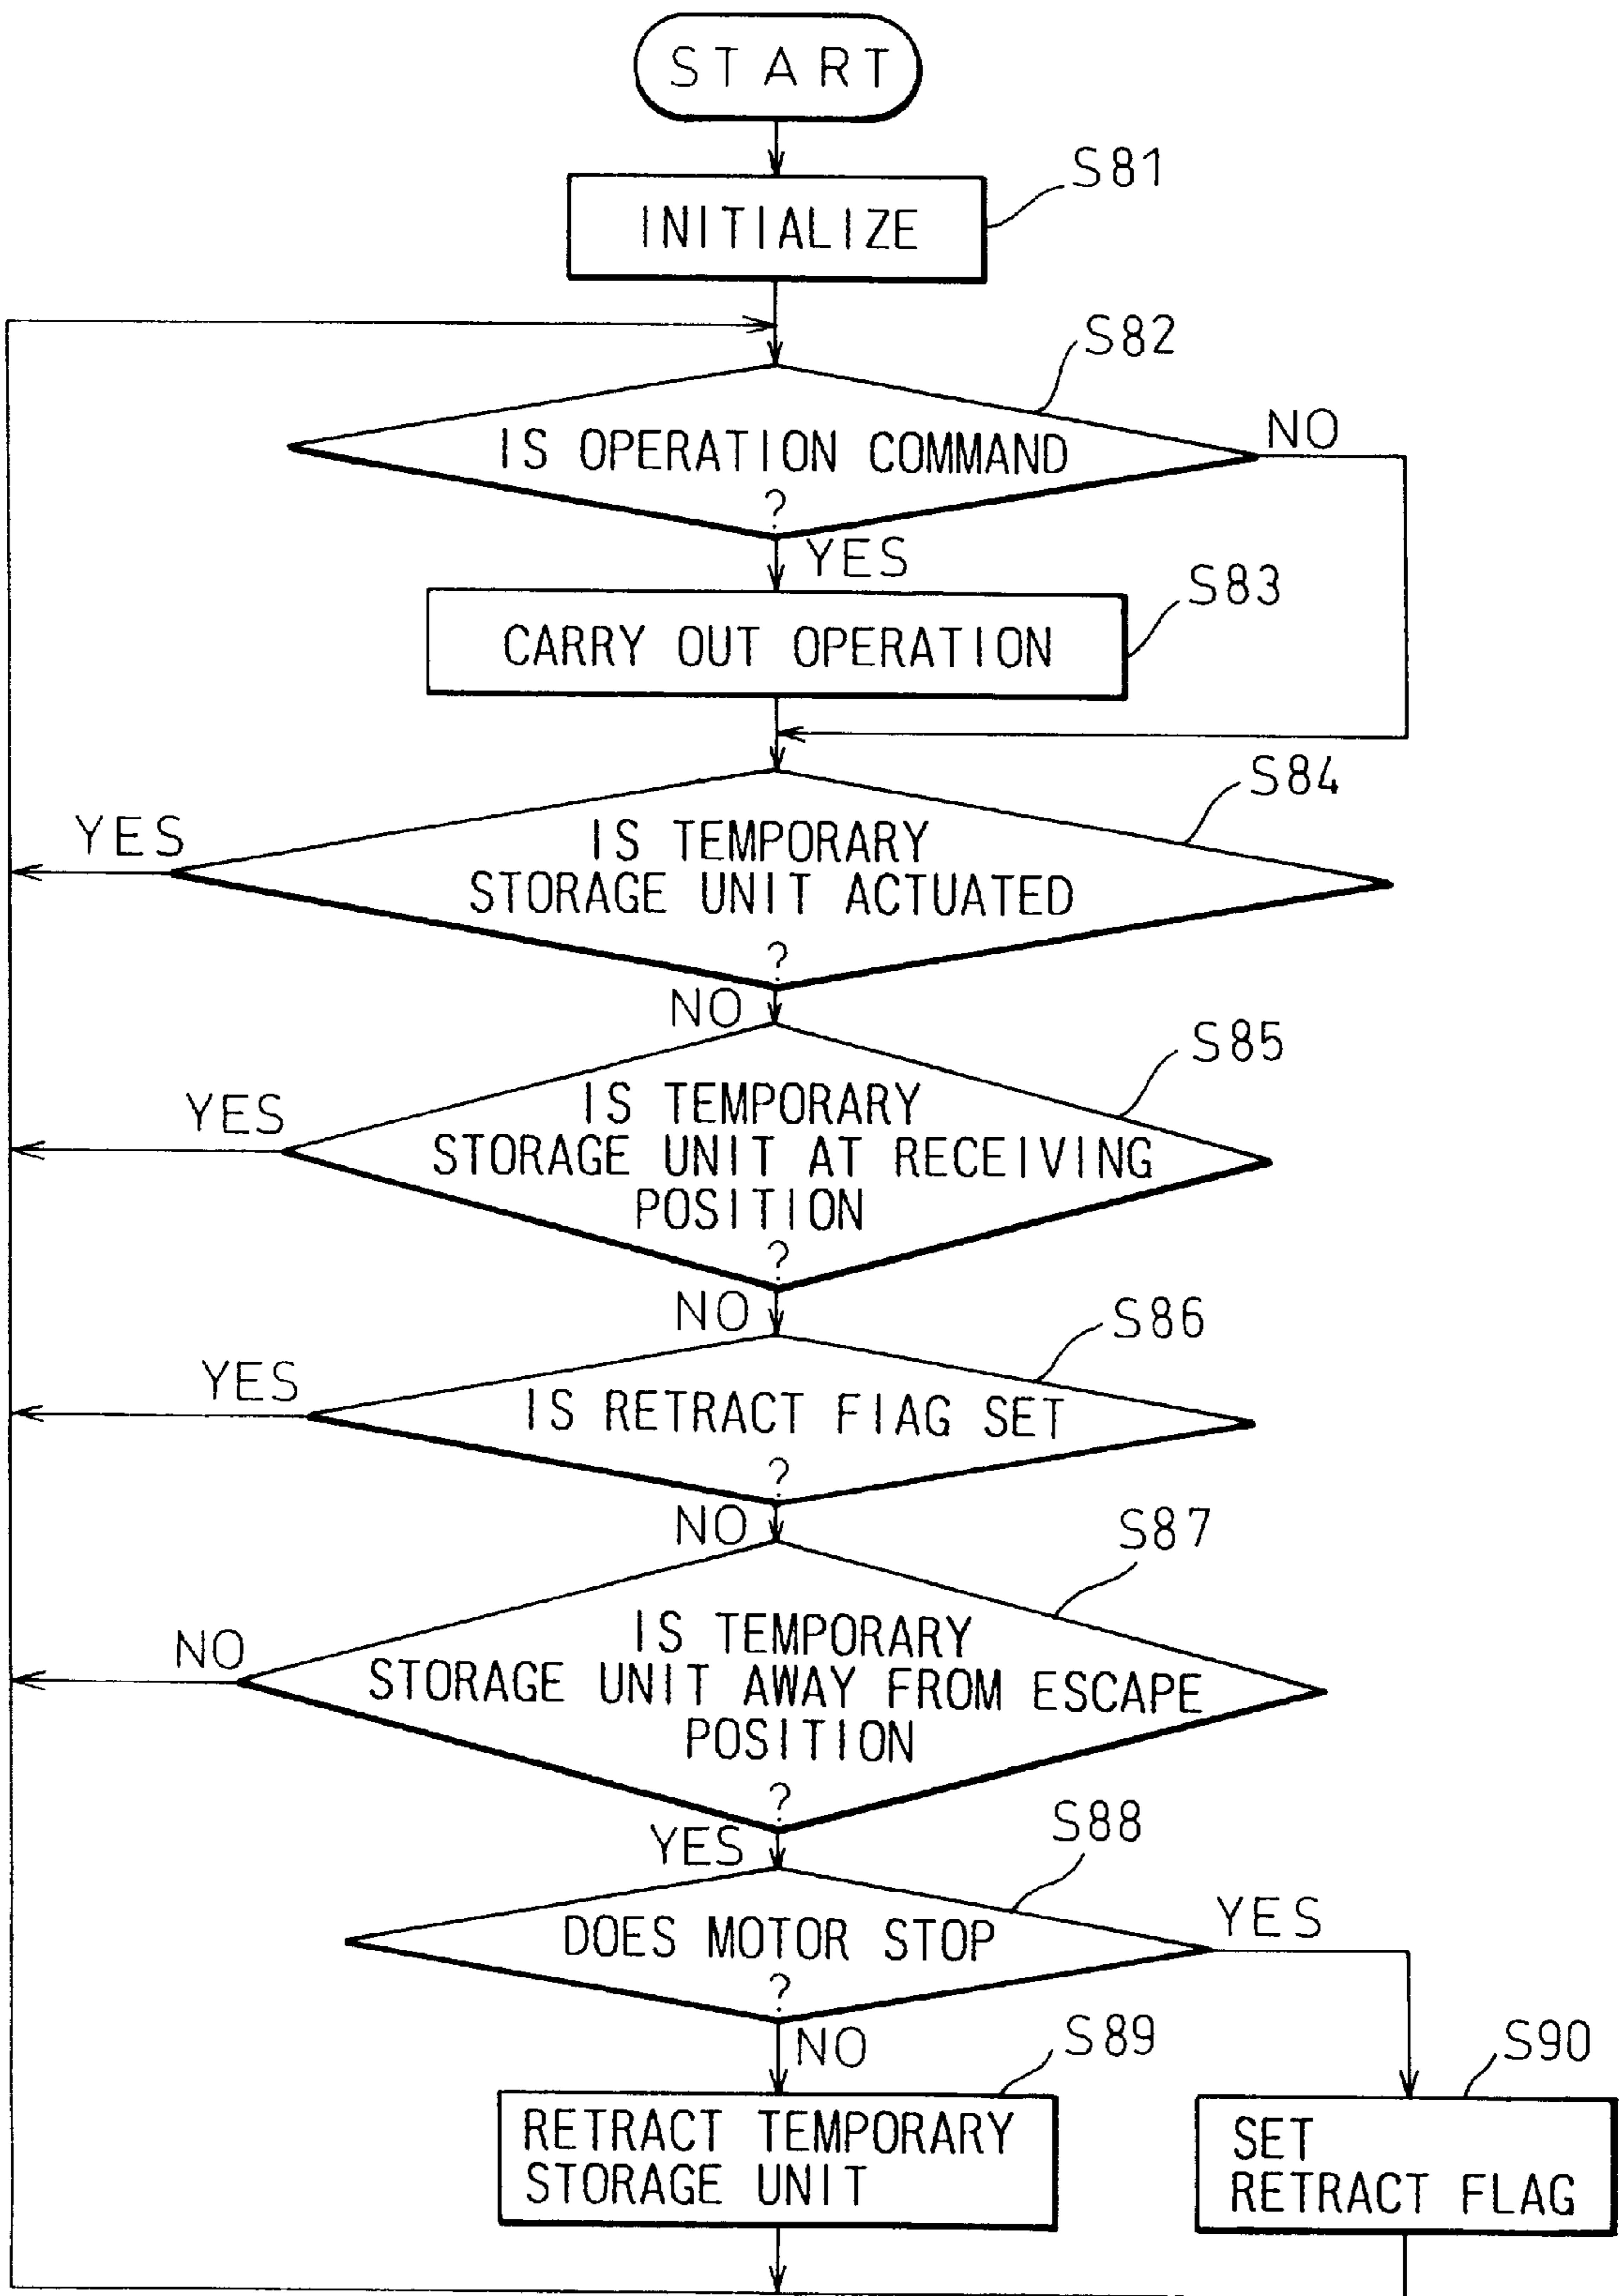 START
S81
INITIALIZE
S82
IS OPERATION COMMAND
?
NO
YES
S83
CARRY OUT OPERATION
S84
YES
IS TEMPORARY
STORAGE UNIT ACTUATED
?
NO
S85
YES
IS TEMPORARY
STORAGE UNIT AT RECEIVING
POSITION
?
NO
S86
YES
IS RETRACT FIAG SET
?
NO
S87
NO
IS TEMPORARY
STORAGE UNIT AWAY FROM ESCAPE
POSITION
?
YES
S88
DOES MOTOR STOP
?
YES
NO
S89
S90
RETRACT TEMPORARY
STORAGE UNIT
SET
RETRACT FLAG